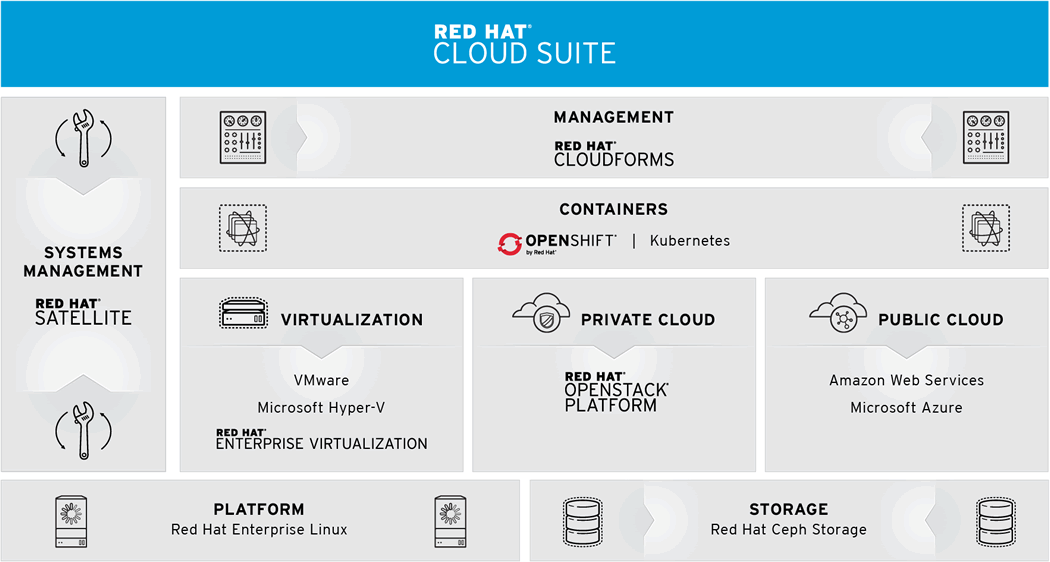 RED HAT®
CLOUD SUITE
SYSTEMS
MANAGEMENT
RED HAT®
SATELLITE
MANAGEMENT
RED HAT®
CLOUDFORMS
CONTAINERS
OPENSHIFT® | Kubernetes
by Red Hat®
VIRTUALIZATION
VMware
Microsoft Hyper-V
RED HAT®
ENTERPRISE VIRTUALIZATION
PRIVATE CLOUD
RED HAT®
OPENSTACK®
PLATFORM
PUBLIC CLOUD
Amazon Web Services
Microsoft Azure
PLATFORM
Red Hat Enterprise Linux
STORAGE
Red Hat Ceph Storage